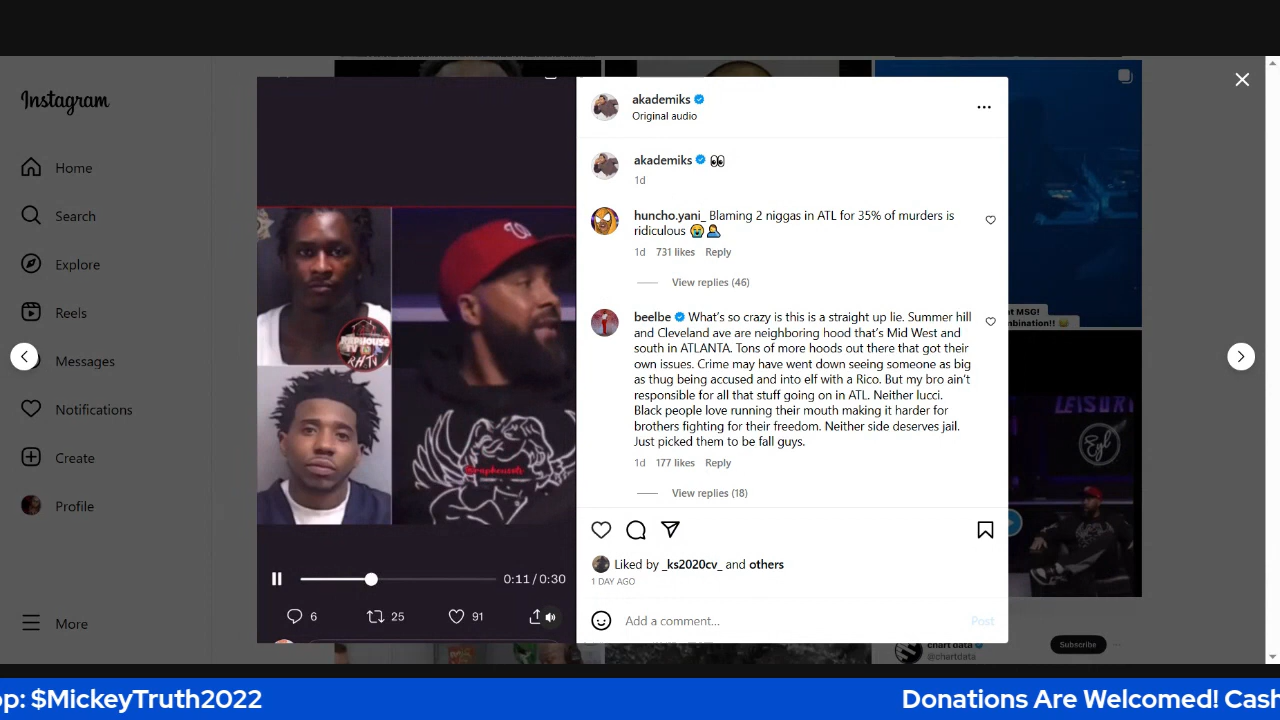 Instagram
Home
Search
Explore
Reels
Messages
Notifications
Create
Profile
More
akademiks
Original audio
akademiks 👀
1d
huncho.yani_ Blaming 2 niggas in ATL for 35% of murders is
ridiculous 😭🤦‍♂️
1d 731 likes Reply
View replies (46)
beelbe What's so crazy is this is a straight up lie. Summer hill
and Cleveland ave are neighboring hood that's Mid West and
south in ATLANTA. Tons of more hoods out there that got their
own issues. Crime may have went down seeing someone as big
as thug being accused and into elf with a Rico. But my bro ain't
responsible for all that stuff going on in ATL. Neither lucci.
Black people love running their mouth making it harder for
brothers fighting for their freedom. Neither side deserves jail.
Just picked them to be fall guys.
1d 177 likes Reply
View replies (18)
Liked by _ks2020cv_ and others
1 DAY AGO
Add a comment...
Post
0:11 / 0:30
6 25 91
RAPHOUSE
TV
MSG!
EYL
chart data
@chartdata
Subscribe
op: $MickeyTruth2022
Donations Are Welcomed! Cash